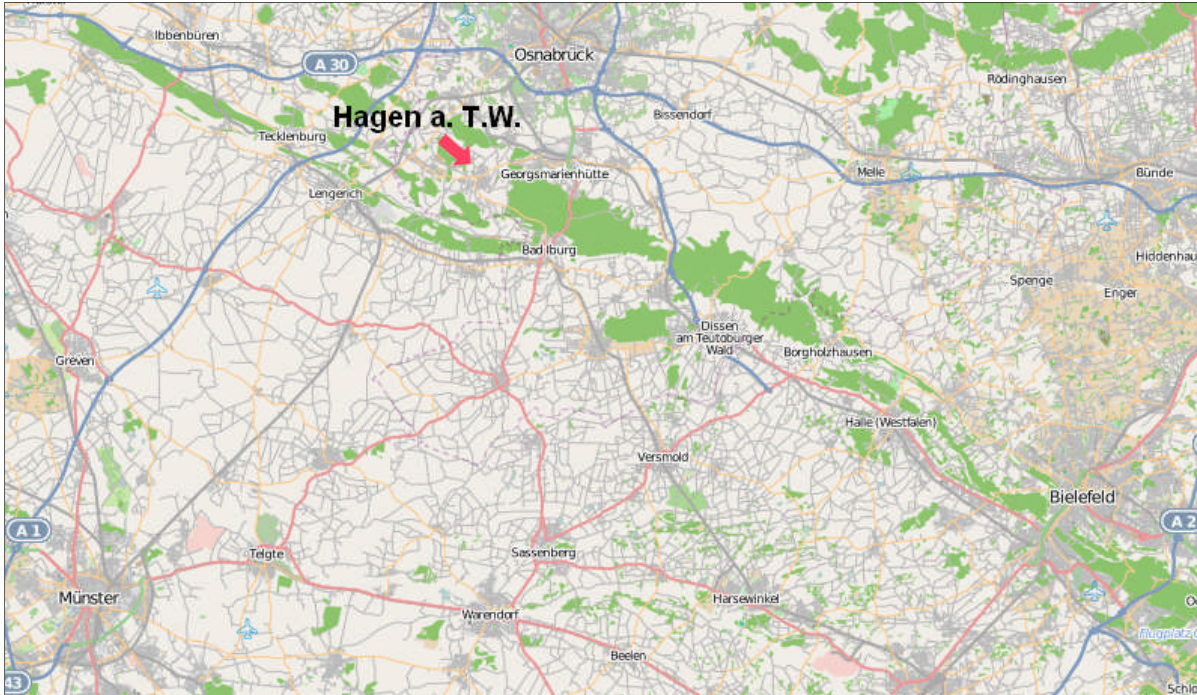 Ibbenbüren
Osnabrück
A 30
Rödinghausen
Hagen a. T.W.
Bissendorf
Tecklenburg
Melle
Bünde
Georgsmarienhütte
Lengerich
Bad Iburg
Hiddenhau
Spenge
Enger
Dissen
am Teutoburger
Wald
Borgholzhausen
Greven
Halle (Westfalen)
Versmold
Bielefeld
A 1
A 2
Telgte
Sassenberg
Münster
Harsewinkel
Warendorf
Flugplatz
Beelen
43
Schlo